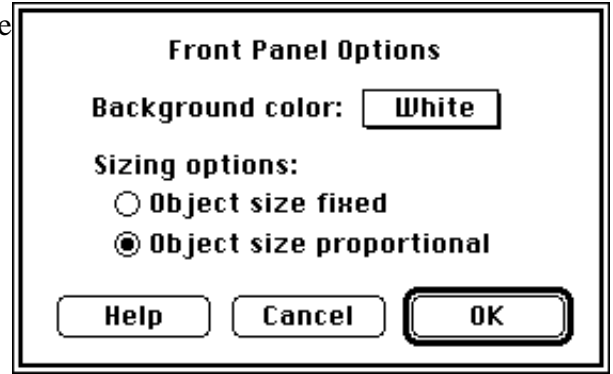 e
Front Panel Options
Background color: White
Sizing options:
Object size fixed
Object size proportional
Help Cancel OK